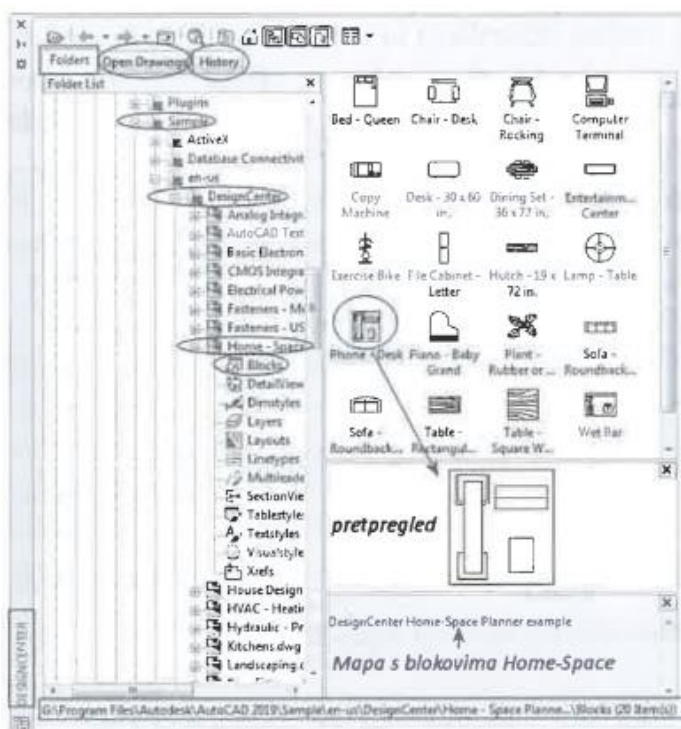 Folders Open Drawings History
Folder List
Plugins
Sample
ActiveX
Database Connectivit
en-us
DesignCenter
Analog Integr
AutoCAD Text
Basic Electron
CMOS Integra
Electrical Pow
Fasteners - Me
Fasteners - US
Home - Space
Blocks
DetailView
Dimstyles
Layers
Layouts
Linetypes
Multileade
SectionVie
Tablestyle
Textstyles
Visualstyle
Xrefs
House Design
HVAC - Heatin
Hydraulic - Pr
Kitchens.dwg
Landscaping.c
Bed - Queen Chair - Desk Chair - Rocking Computer Terminal
Copy Machine Desk - 30 x 60 in. Dining Set - 36 x 72 in. Entertainm... Center
Exercise Bike File Cabinet - Letter Hutch - 19 x 72 in. Lamp - Table
Phone - Desk Piano - Baby Grand Plant - Rubber or ... Sofa - Roundback...
Sofa - Roundback... Table - Rectangul... Table - Square W... Wet Bar
pretpregled
DesignCenter Home-Space Planner example
Mapa s blokovima Home-Space
DESIGNCENTER
G:\Program Files\Autodesk\AutoCAD 2019\Sample\en-us\DesignCenter\Home - Space Planne...\Blocks (20 Item(s))